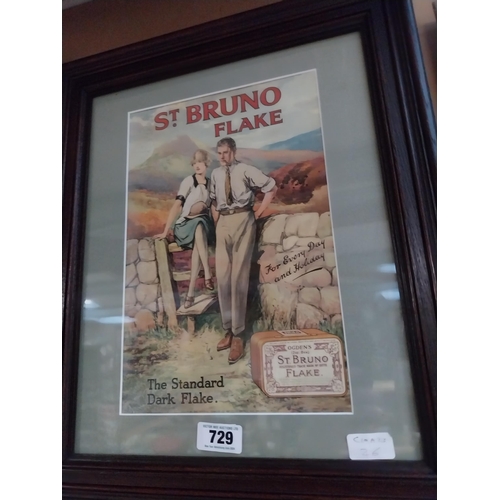 ST. BRUNO
FLAKE
For Every Day
and Holiday
OGDEN'S
ST BRUNO
FLAKE.
The Standard
Dark Flake.
729